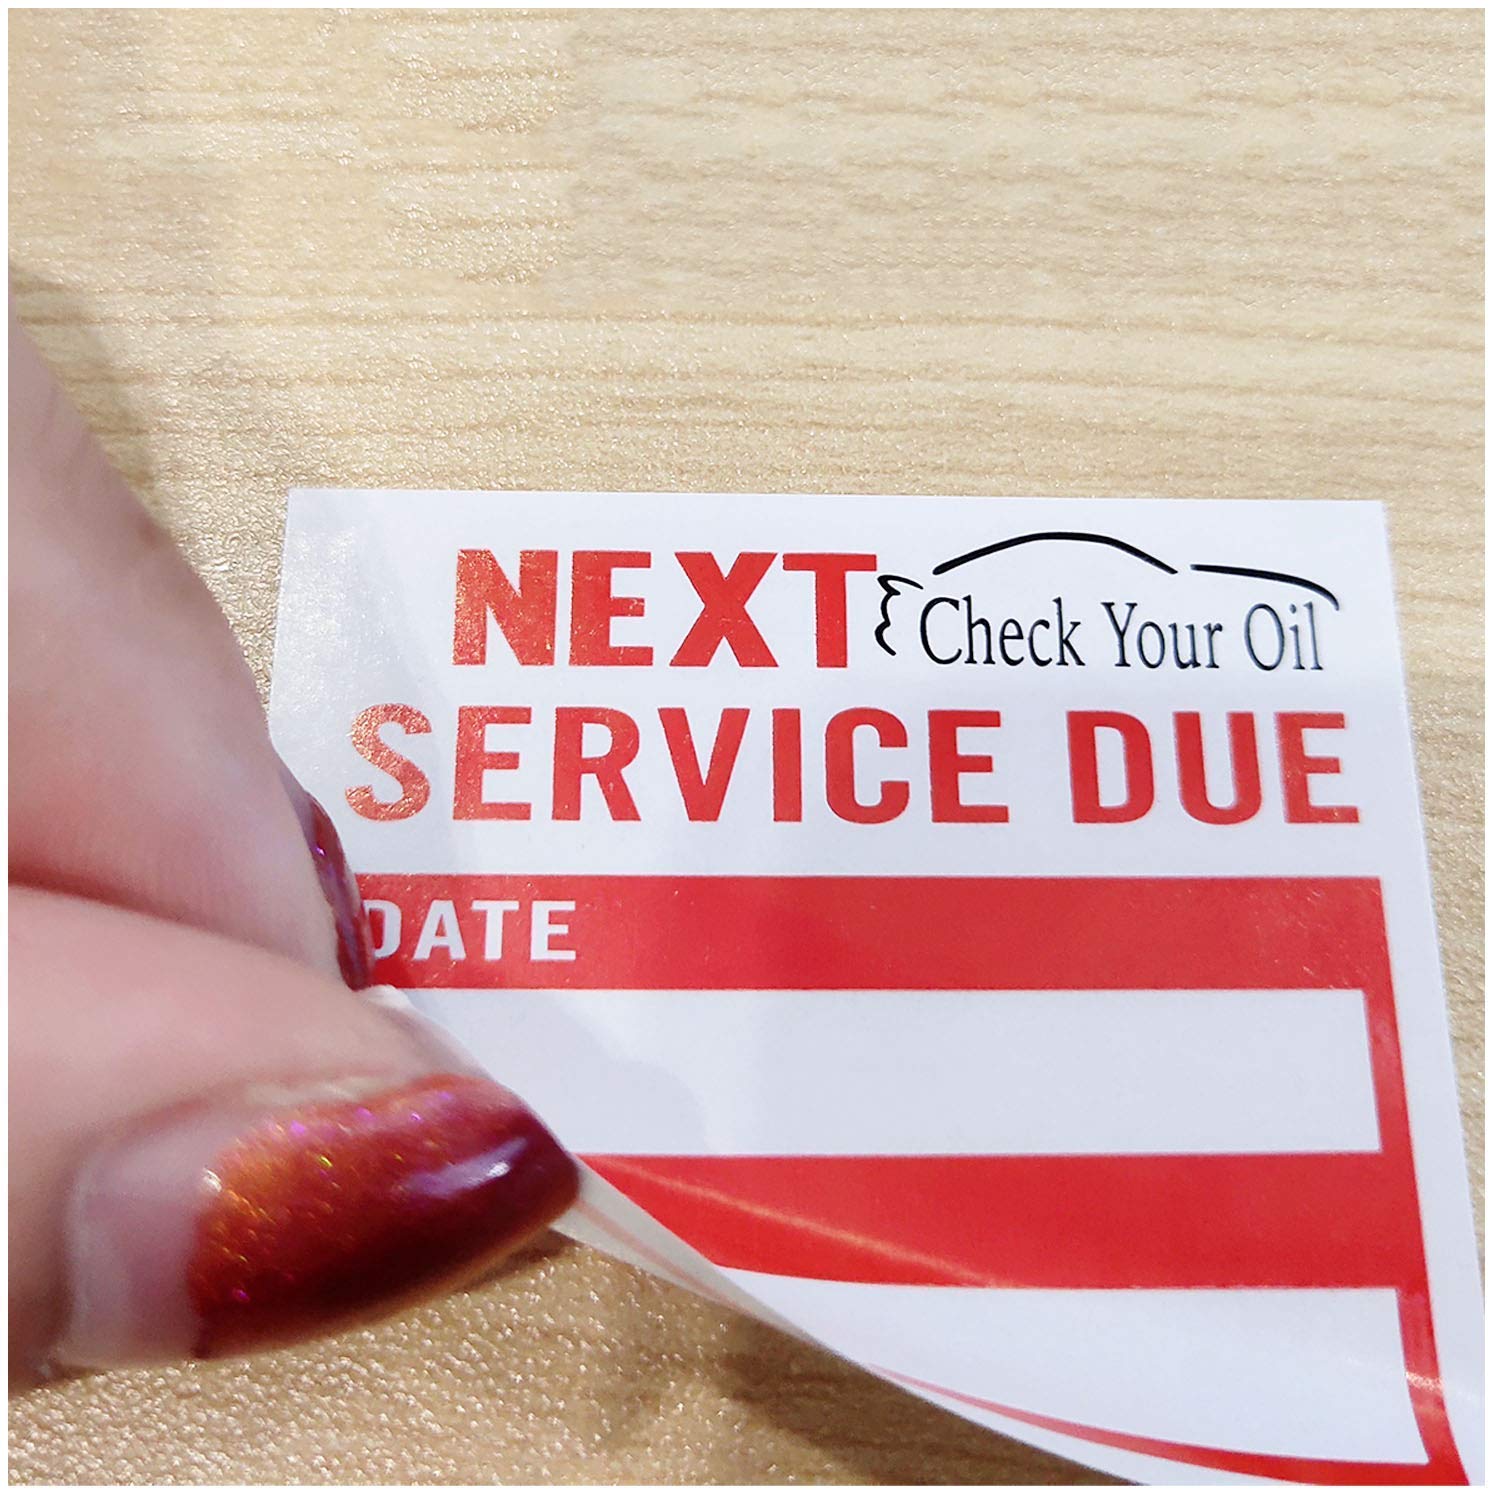 NEXT Check Your Oil
SERVICE DUE
DATE